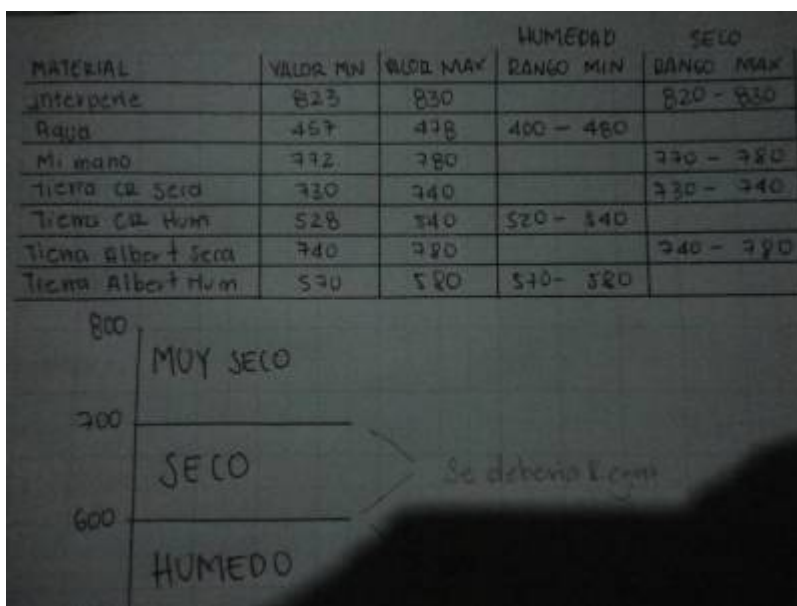 HUMEDAD SECO
MATERIAL VALOR MIN VALOR MAX RANGO MIN RANGO MAX
Interperie 823 830 820 - 830
Agua 457 478 400 - 480
Mi mano 772 780 770 - 780
Tierra CR Seca 730 740 730 - 740
Tierra CR Hum 528 540 520 - 540
Tierra Albert Seca 740 780 740 - 780
Tierra Albert Hum 570 580 570 - 580
800
MUY SECO
700
SECO
Se deberia
600
HUMEDO